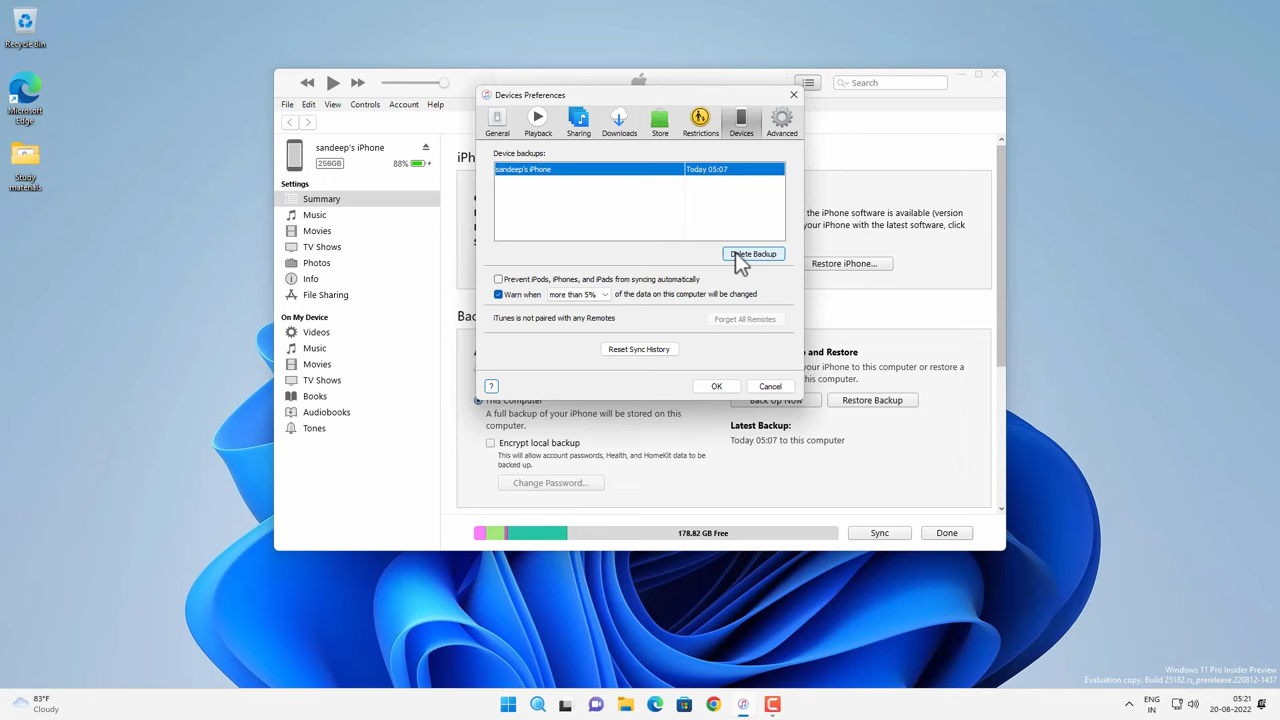 Recycle Bin
Microsoft
Edge
Study
materials
Search
File Edit View Controls Account Help
sandeep's iPhone
256GB 88%
Settings
Summary
Music
Movies
TV Shows
Photos
Info
File Sharing
On My Device
Videos
Music
Movies
TV Shows
Books
Audiobooks
Tones
Devices Preferences
General Playback Sharing Downloads Store Restrictions Devices Advanced
Device backups:
sandeep's iPhone Today 05:07
Delete Backup
Prevent iPods, iPhones, and iPads from syncing automatically
Warn when more than 5% of the data on this computer will be changed
iTunes is not paired with any Remotes Forget All Remotes
Reset Sync History
? OK Cancel
the iPhone software is available (version
your iPhone with the latest software, click
Restore iPhone...
and Restore
iPhone to this computer or restore a
this computer.
This Computer
A full backup of your iPhone will be stored on this
computer.
Encrypt local backup
This will allow account passwords, Health, and HomeKit data to be
backed up.
Change Password...
Back Up Now Restore Backup
Latest Backup:
Today 05:07 to this computer
178.82 GB Free
Sync Done
Windows 11 Pro Insider Preview
Evaluation copy. Build 25182.rs_prerelease.220812-1437
83°F
Cloudy
ENG
IN
05:21
20-08-2022